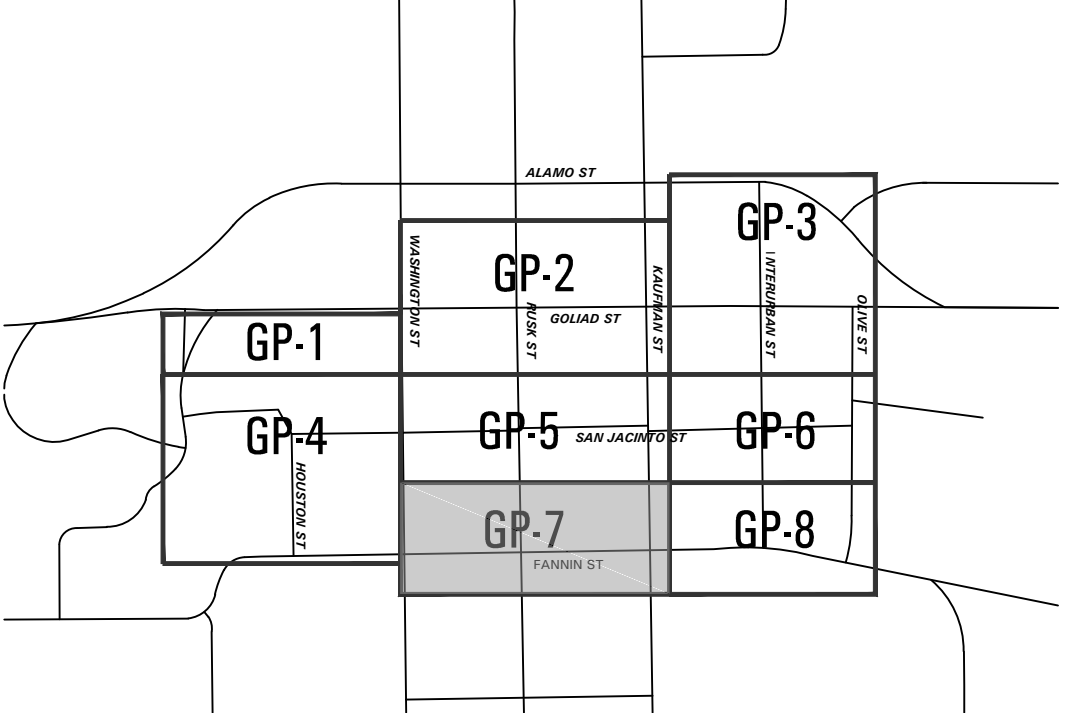 ALAMO ST
GP-3
WASHINGTON ST
GP-2
KAUFMAN ST
INTERURBAN ST
OLIVE ST
RUSK ST
GOLIAD ST
GP-1
GP-4
GP-5
SAN JACINTO ST
GP-6
HOUSTON ST
GP-7
GP-8
FANNIN ST